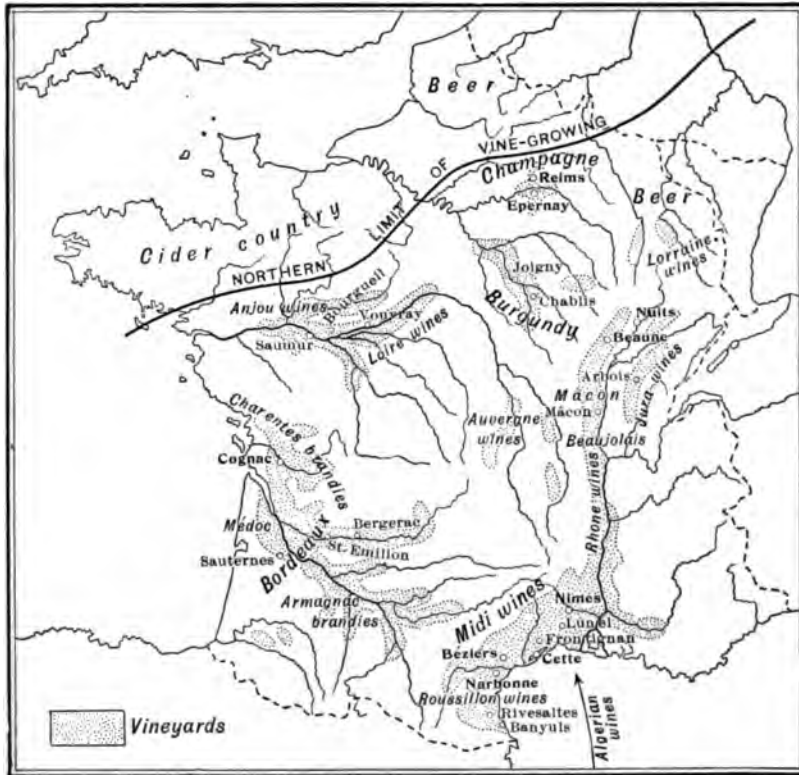 Beer
VINE-GROWING
OF
Champagne
Reims
LIMIT
Epernay
Beer
Cider country
Lorraine
wines
NORTHERN
Joigny
Bourgueil
Anjou wines
Chablis
Burgundy
Nuits
Vouvray
Beaune
Saumur
Loire wines
Arbois
Jura wines
Mâcon
Mâcon
Charentes brandies
Auvergne
wines
Beaujolais
Cognac
Rhone wines
Médoc
Bergerac
Bordeaux
St. Emilion
Sauternes
Armagnac
brandies
Midi wines
Nimes
Lunel
Frontignan
Béziers
Cette
Narbonne
Roussillon wines
Rivesaltes
Banyuls
Algerian
wines
Vineyards